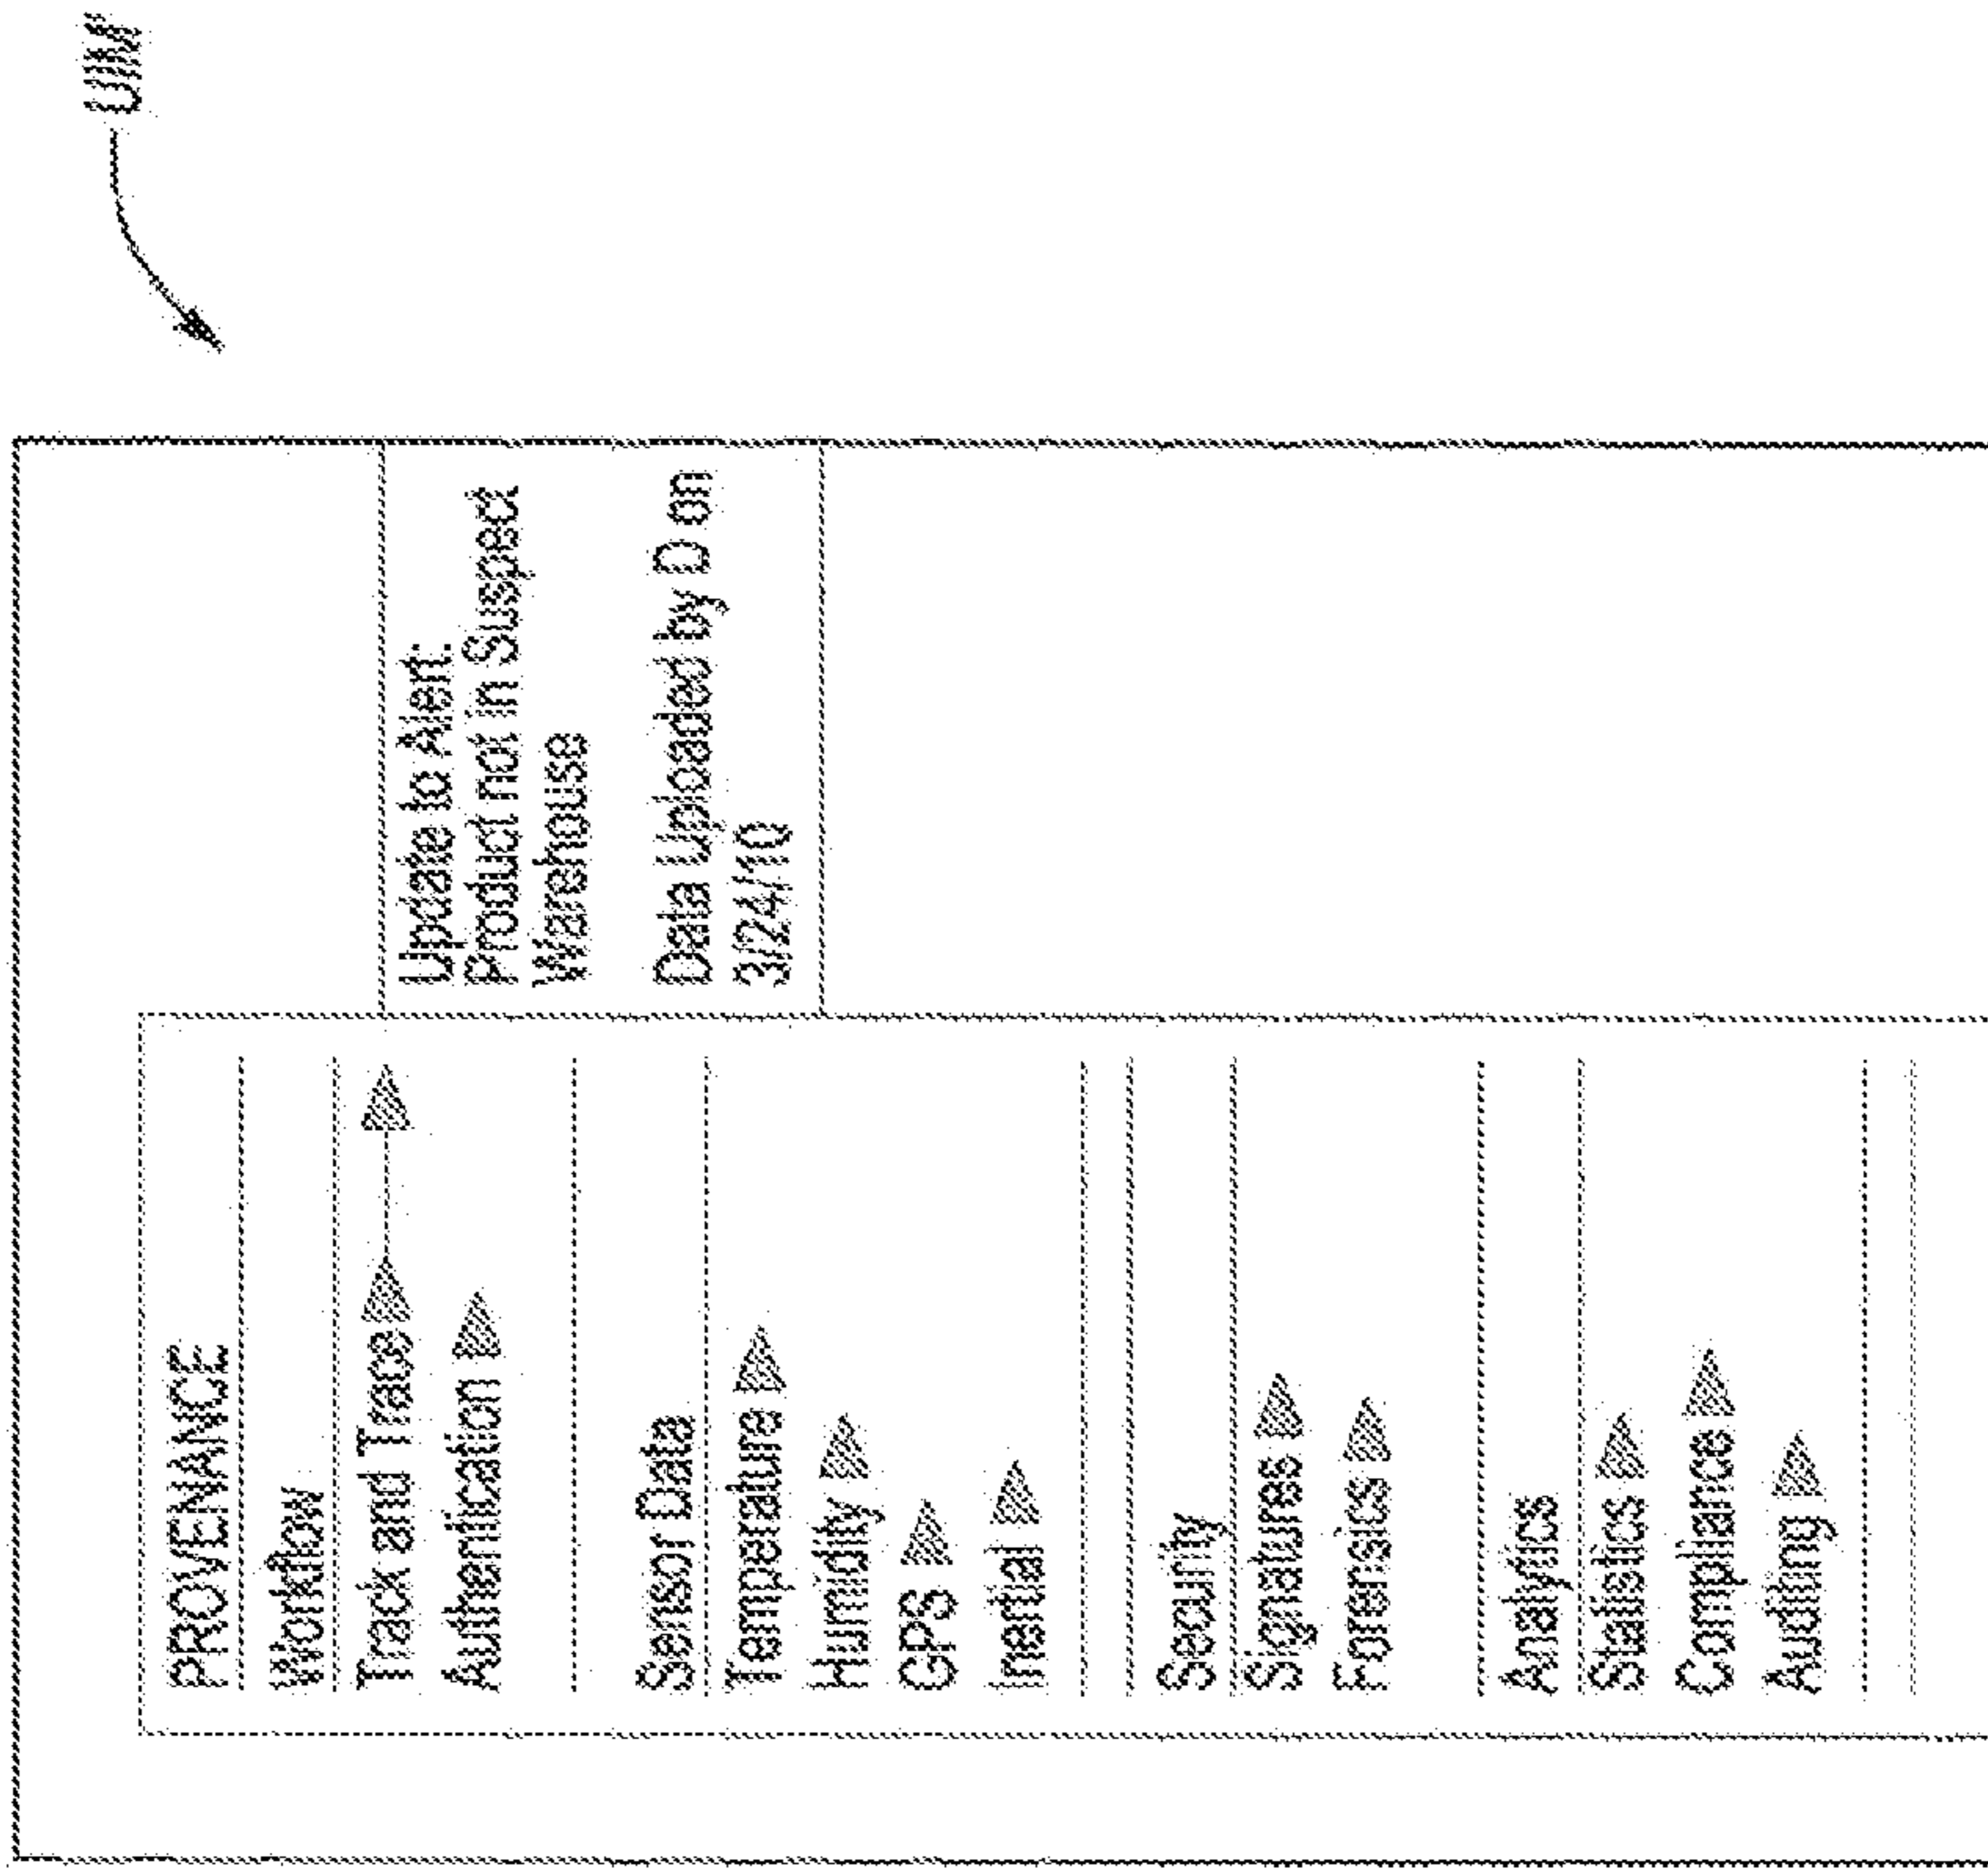 UIM
PROVENANCE
Workflow
Track and Trace
Authentication
Update to Alert:
Product not in Suspect
Warehouse
Data Uploaded by D on
3/24/10
Sensor Data
Temperature
Humidity
GPS
Inertial
Security
Signatures
Forensics
Analytics
Statistics
Compliance
Auditing